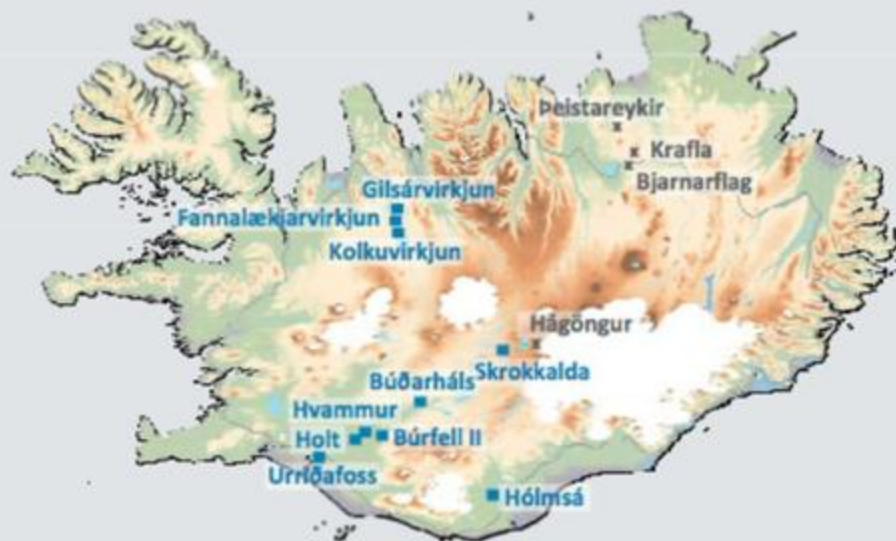 Þeistareykir
Krafla
Bjarnarflag
Gilsárvirkjun
Fannalækjarvirkjun
Kolkuvirkjun
Hágöngur
Skrokkalda
Búðarháls
Hvammur
Holt
Búrfell II
Urriðafoss
Hólmsá